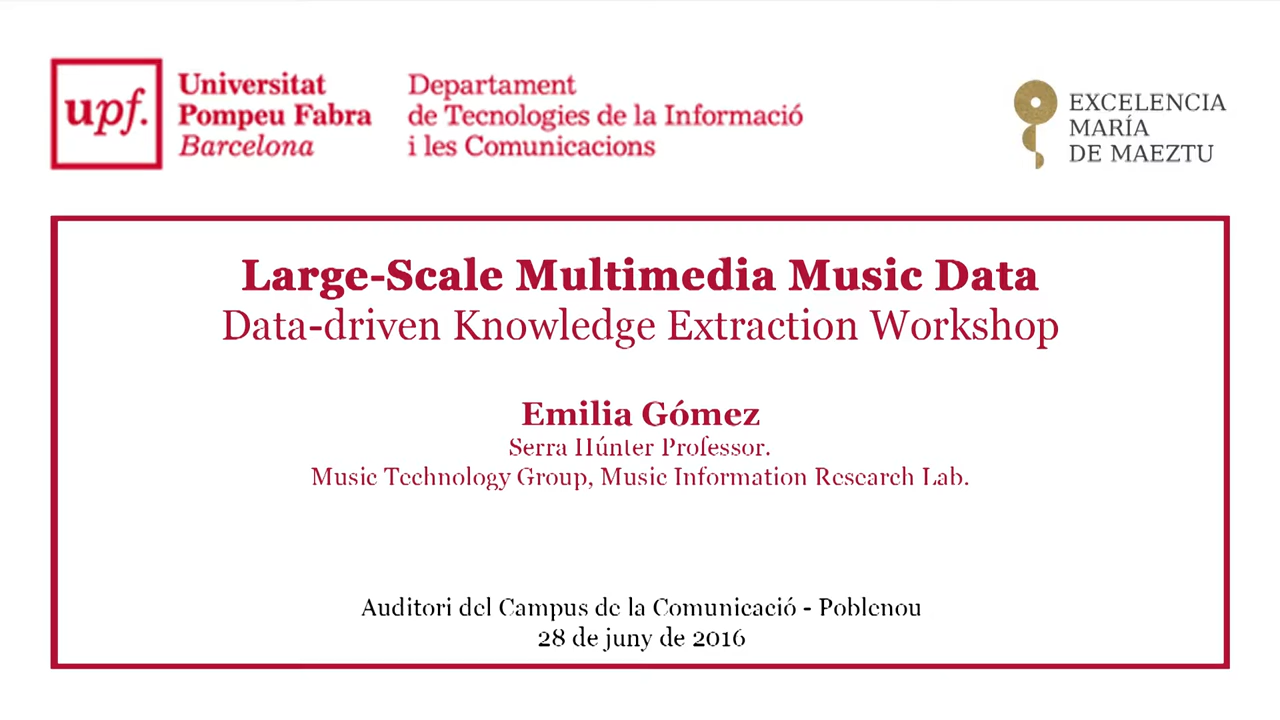 upf.
Universitat
Pompeu Fabra
Barcelona
Departament
de Tecnologies de la Informació
i les Comunicacions
EXCELENCIA
MARÍA
DE MAEZTU
Large-Scale Multimedia Music Data
Data-driven Knowledge Extraction Workshop
Emilia Gómez
Serra Húnter Professor.
Music Technology Group, Music Information Research Lab.
Auditori del Campus de la Comunicació - Poblenou
28 de juny de 2016